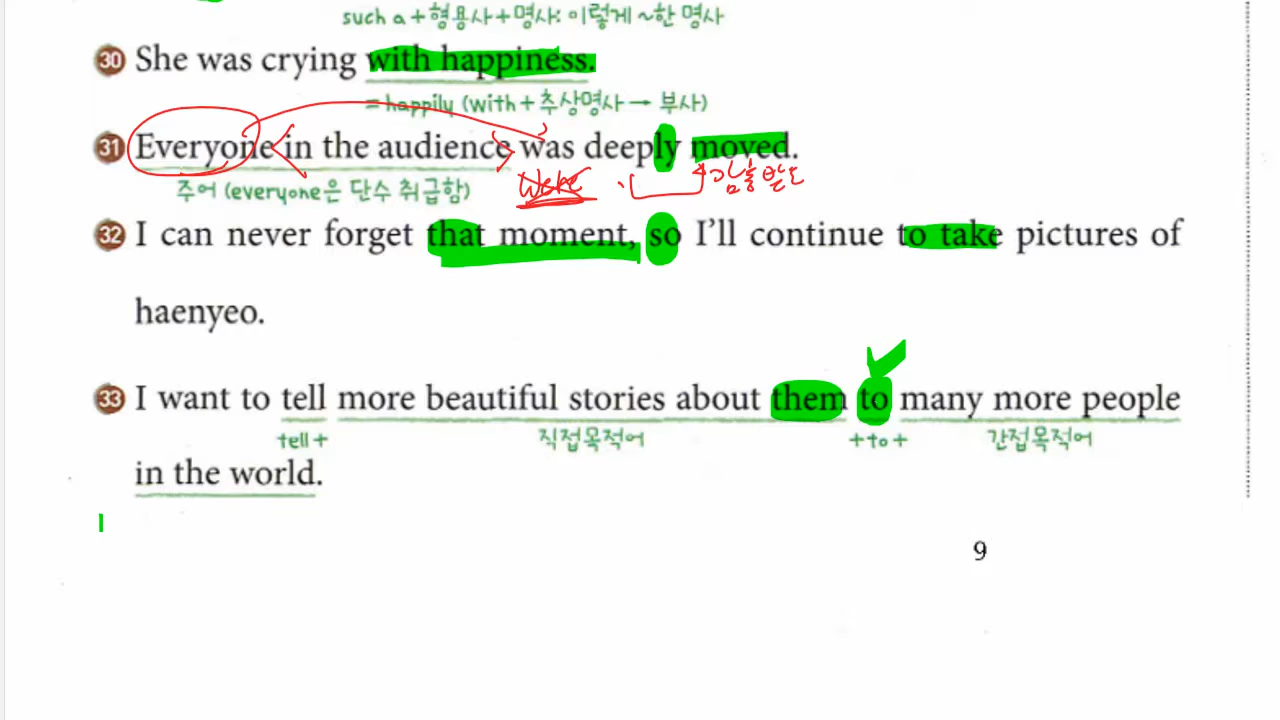 such a + 형용사 + 명사: 이렇게 ~한 명사
30 She was crying with happiness.
= happily (with + 추상명사 → 부사)
31 Everyone in the audience was deeply moved.
주어 (everyone은 단수 취급함) were 감동받은
32 I can never forget that moment, so I'll continue to take pictures of
haenyeo.
33 I want to tell more beautiful stories about them to many more people
tell + 직접목적어 + to + 간접목적어
in the world.
9